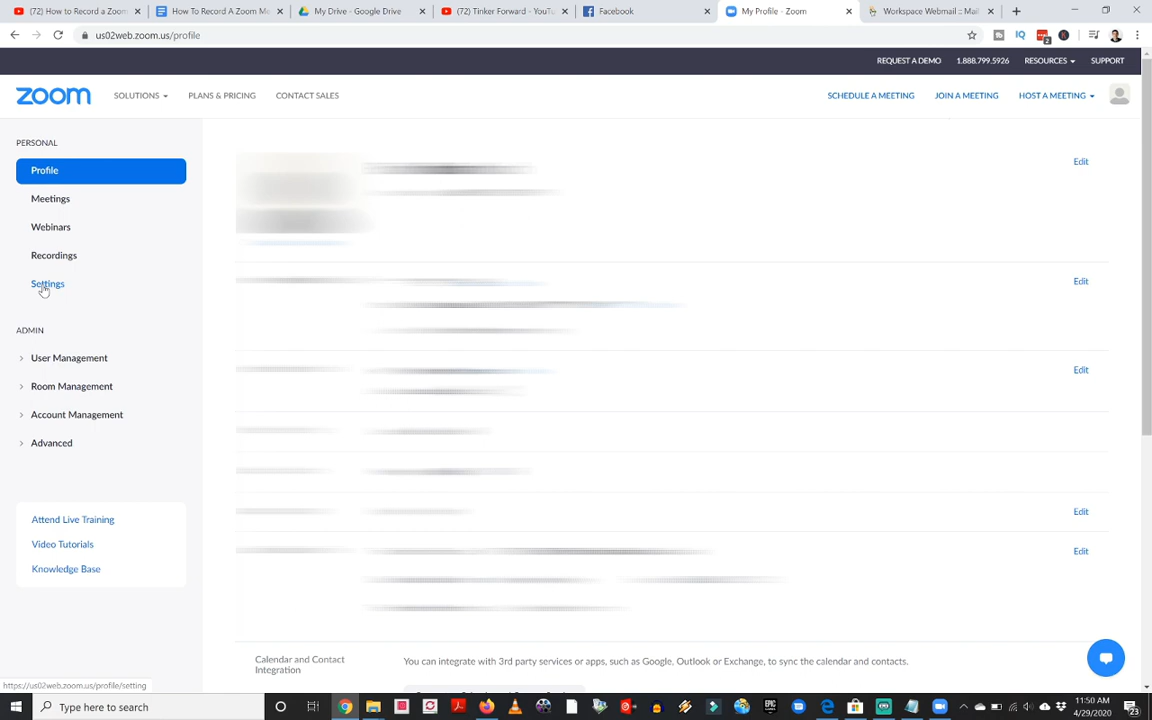 (72) How to Record a Zoom
How To Record A Zoom Me
My Drive - Google Drive
(72) Tinker Forward - YouTu
Facebook
My Profile - Zoom
Workspace Webmail :: Mai
us02web.zoom.us/profile
REQUEST A DEMO 1.888.799.5926 RESOURCES SUPPORT
zoom SOLUTIONS PLANS & PRICING CONTACT SALES SCHEDULE A MEETING JOIN A MEETING HOST A MEETING
PERSONAL
Profile
Edit
Meetings
Webinars
Recordings
Settings
Edit
ADMIN
User Management
Edit
Room Management
Account Management
Advanced
Edit
Attend Live Training
Video Tutorials
Edit
Knowledge Base
Calendar and Contact
Integration
You can integrate with 3rd party services or apps, such as Google, Outlook or Exchange, to sync the calendar and contacts.
https://us02web.zoom.us/profile/setting
Type here to search
11:50 AM
4/29/2020
23